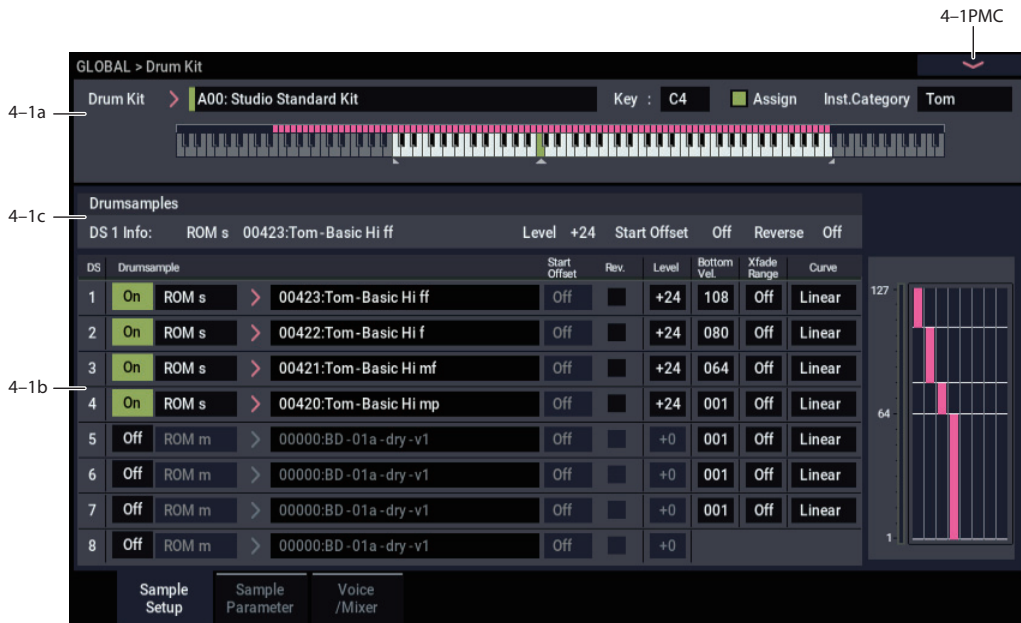 4–1PMC
GLOBAL > Drum Kit
4–1a
Drum Kit A00: Studio Standard Kit Key : C4 Assign Inst.Category Tom
4–1c
Drumsamples
DS 1 Info: ROM s 00423:Tom-Basic Hi ff Level +24 Start Offset Off Reverse Off
DS Drumsample Start Offset Rev. Level Bottom Vel. Xfade Range Curve
1 On ROM s 00423:Tom-Basic Hi ff Off +24 108 Off Linear
127
2 On ROM s 00422:Tom-Basic Hi f Off +24 080 Off Linear
3 On ROM s 00421:Tom-Basic Hi mf Off +24 064 Off Linear
4–1b
4 On ROM s 00420:Tom-Basic Hi mp Off +24 001 Off Linear
64
5 Off ROM m 00000:BD-01a-dry-v1 Off +0 001 Off Linear
6 Off ROM m 00000:BD-01a-dry-v1 Off +0 001 Off Linear
7 Off ROM m 00000:BD-01a-dry-v1 Off +0 001 Off Linear
8 Off ROM m 00000:BD-01a-dry-v1 Off +0
1
Sample Setup
Sample Parameter
Voice /Mixer